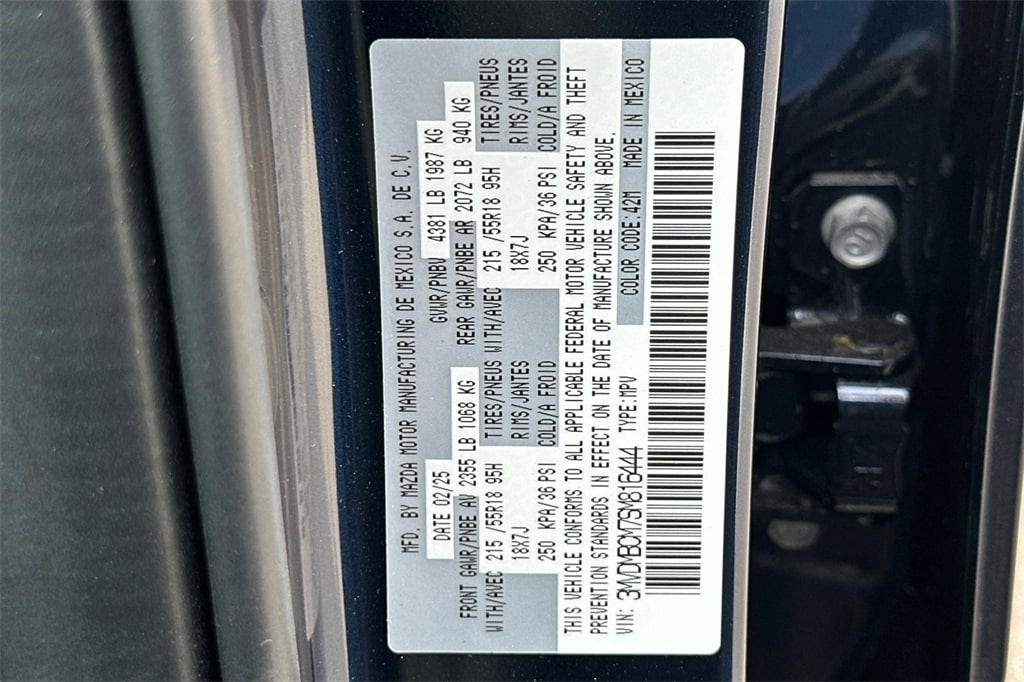 MFD. BY MAZDA MOTOR MANUFACTURING DE MEXICO S.A. DE C.V.
DATE 02/25 GVWR/PNBV 4381 LB 1987 KG
FRONT GAWR/PNBE AV 2355 LB 1068 KG REAR GAWR/PNBE AR 2072 LB 940 KG
WITH/AVEC 215 /55R18 95H TIRES/PNEUS WITH/AVEC 215 /55R18 95H TIRES/PNEUS
18X7J RIMS/JANTES 18X7J RIMS/JANTES
250 KPA/36 PSI COLD/A FROID 250 KPA/36 PSI COLD/A FROID
THIS VEHICLE CONFORMS TO ALL APPLICABLE FEDERAL MOTOR VEHICLE SAFETY AND THEFT
PREVENTION STANDARDS IN EFFECT ON THE DATE OF MANUFACTURE SHOWN ABOVE.
VIN: 3MVDMBCM7SM816444 TYPE:MPV COLOR CODE:42M MADE IN MEXICO